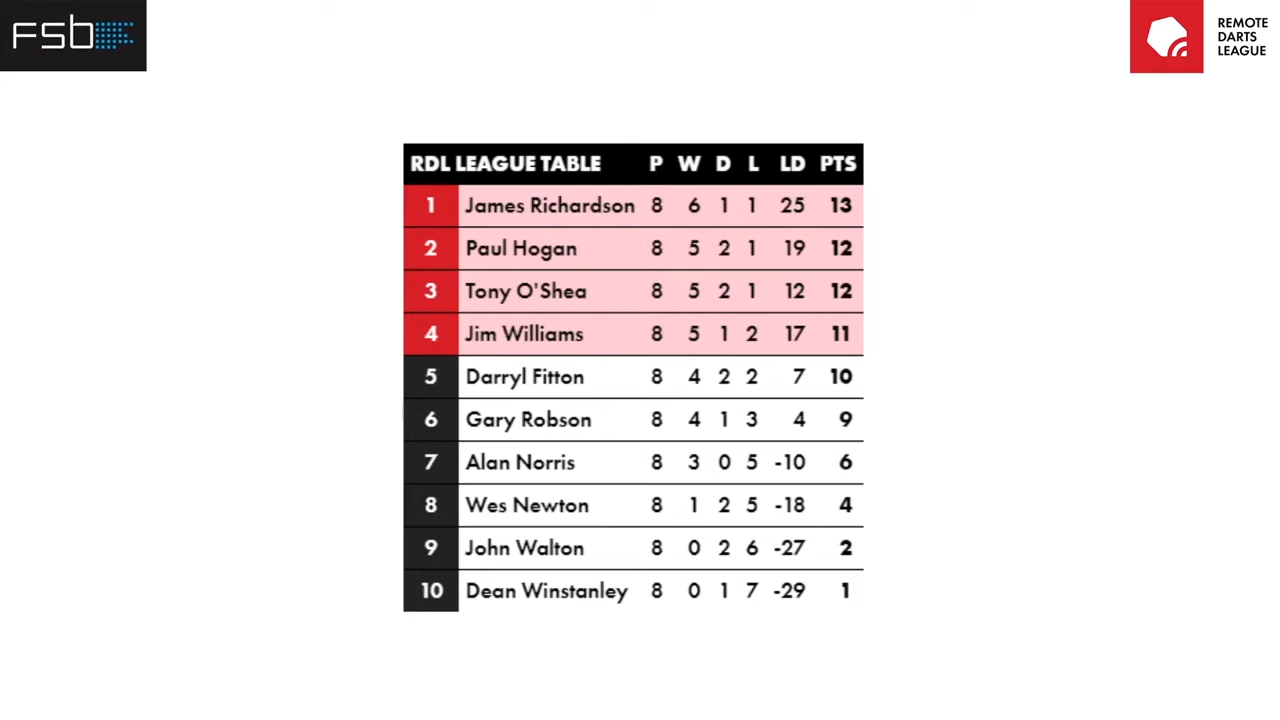 fsb
REMOTE
DARTS
LEAGUE
RDL LEAGUE TABLE P W D L LD PTS
1 James Richardson 8 6 1 1 25 13
2 Paul Hogan 8 5 2 1 19 12
3 Tony O'Shea 8 5 2 1 12 12
4 Jim Williams 8 5 1 2 17 11
5 Darryl Fitton 8 4 2 2 7 10
6 Gary Robson 8 4 1 3 4 9
7 Alan Norris 8 3 0 5 -10 6
8 Wes Newton 8 1 2 5 -18 4
9 John Walton 8 0 2 6 -27 2
10 Dean Winstanley 8 0 1 7 -29 1